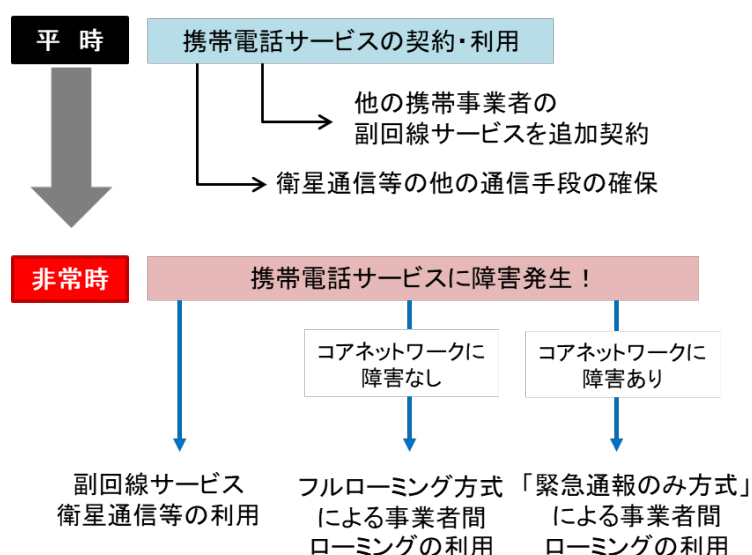 平 時
携帯電話サービスの契約・利用
他の携帯事業者の
副回線サービスを追加契約
衛星通信等の他の通信手段の確保
非常時
携帯電話サービスに障害発生！
コアネットワークに
障害なし
コアネットワークに
障害あり
副回線サービス
衛星通信等の利用
フルローミング方式
による事業者間
ローミングの利用
「緊急通報のみ方式」
による事業者間
ローミングの利用